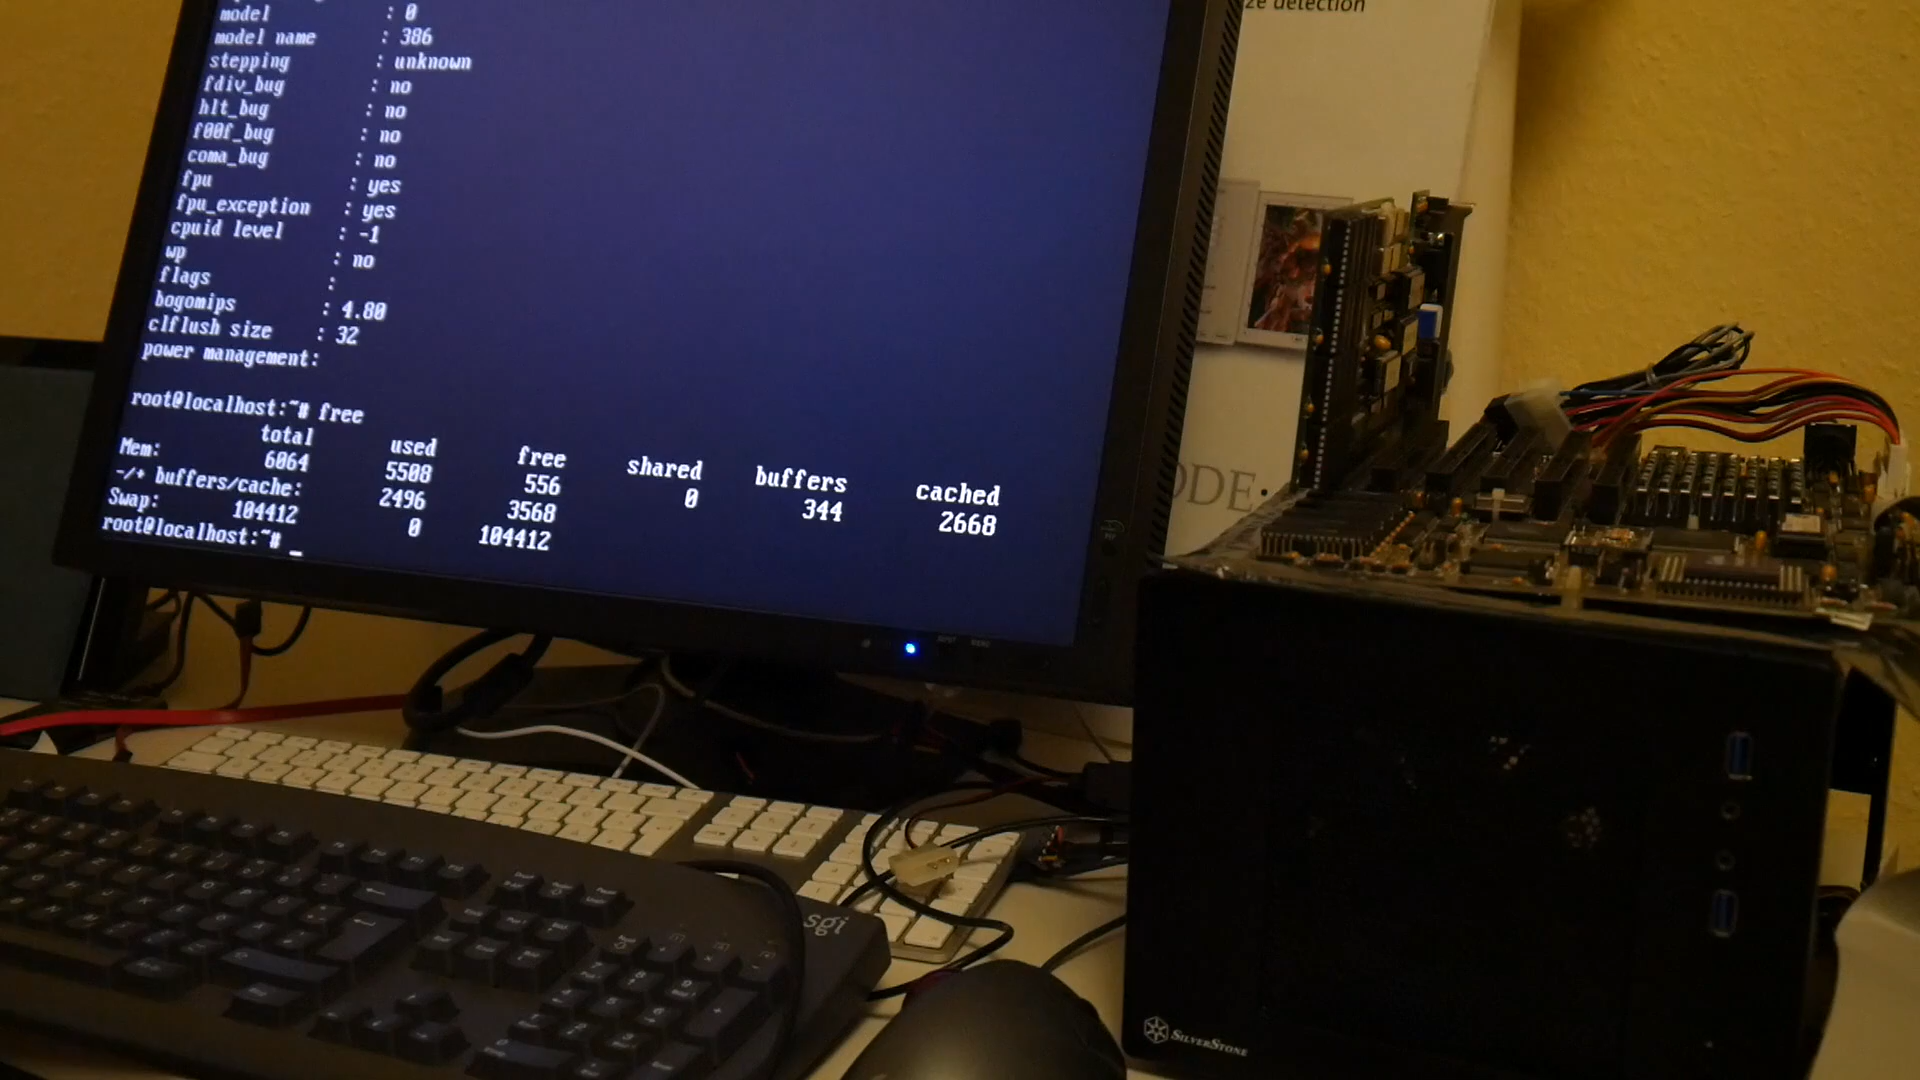 ze detection
model : 0
model name : 386
stepping : unknown
fdiv_bug : no
hlt_bug : no
f00f_bug : no
coma_bug : no
fpu : yes
fpu_exception : yes
cpuid level : -1
wp : no
flags :
bogomips : 4.80
clflush size : 32
power management:
root@localhost:~# free
total used free shared buffers cached
Mem: 6064 5508 556 0 344 2668
-/+ buffers/cache: 2496 3568
Swap: 104412 0 104412
root@localhost:~# _
ODE
sgi
SILVERSTONE